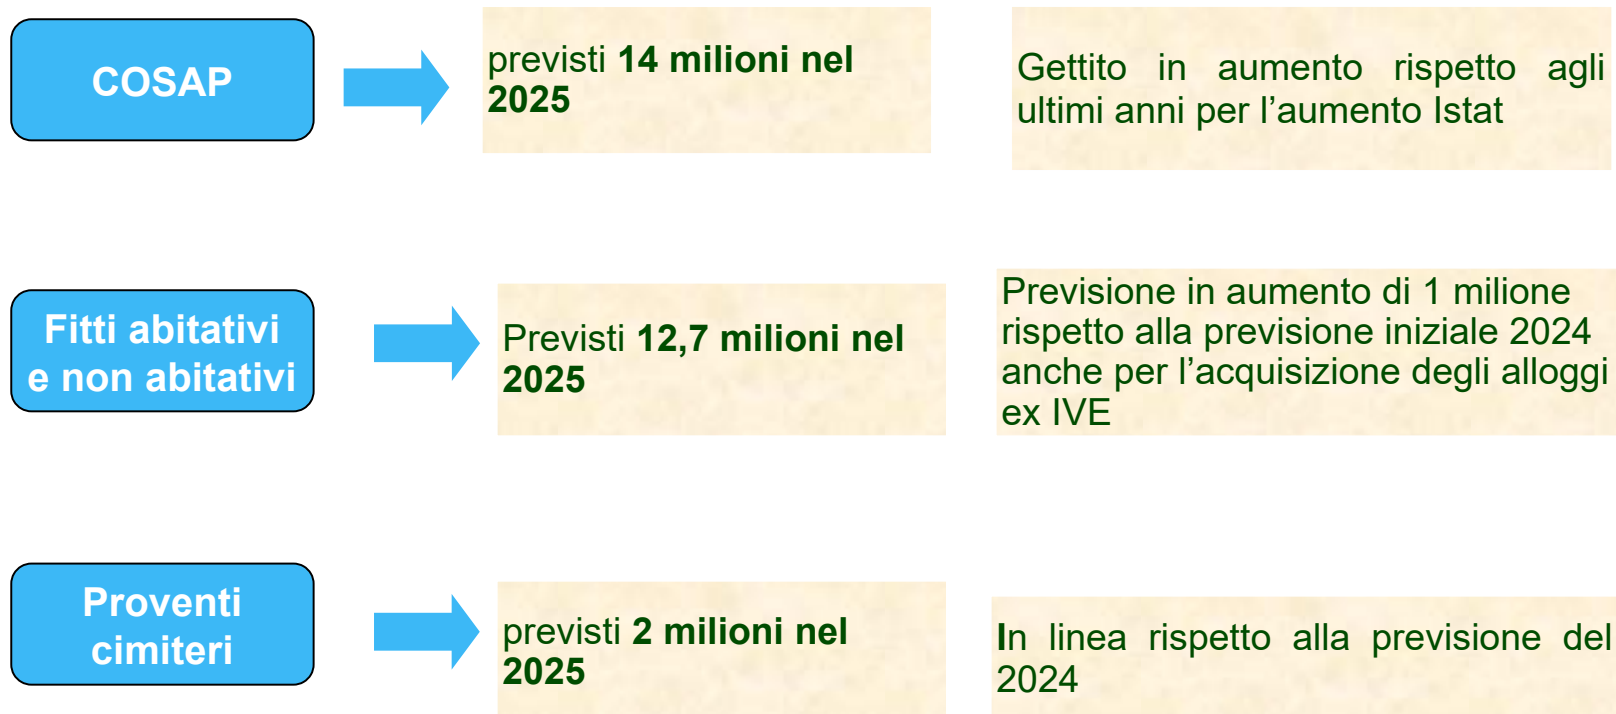 COSAP
previsti 14 milioni nel
2025
Gettito in aumento rispetto agli
ultimi anni per l’aumento Istat
Fitti abitativi
e non abitativi
Previsti 12,7 milioni nel
2025
Previsione in aumento di 1 milione
rispetto alla previsione iniziale 2024
anche per l’acquisizione degli alloggi
ex IVE
Proventi
cimiteri
previsti 2 milioni nel
2025
In linea rispetto alla previsione del
2024